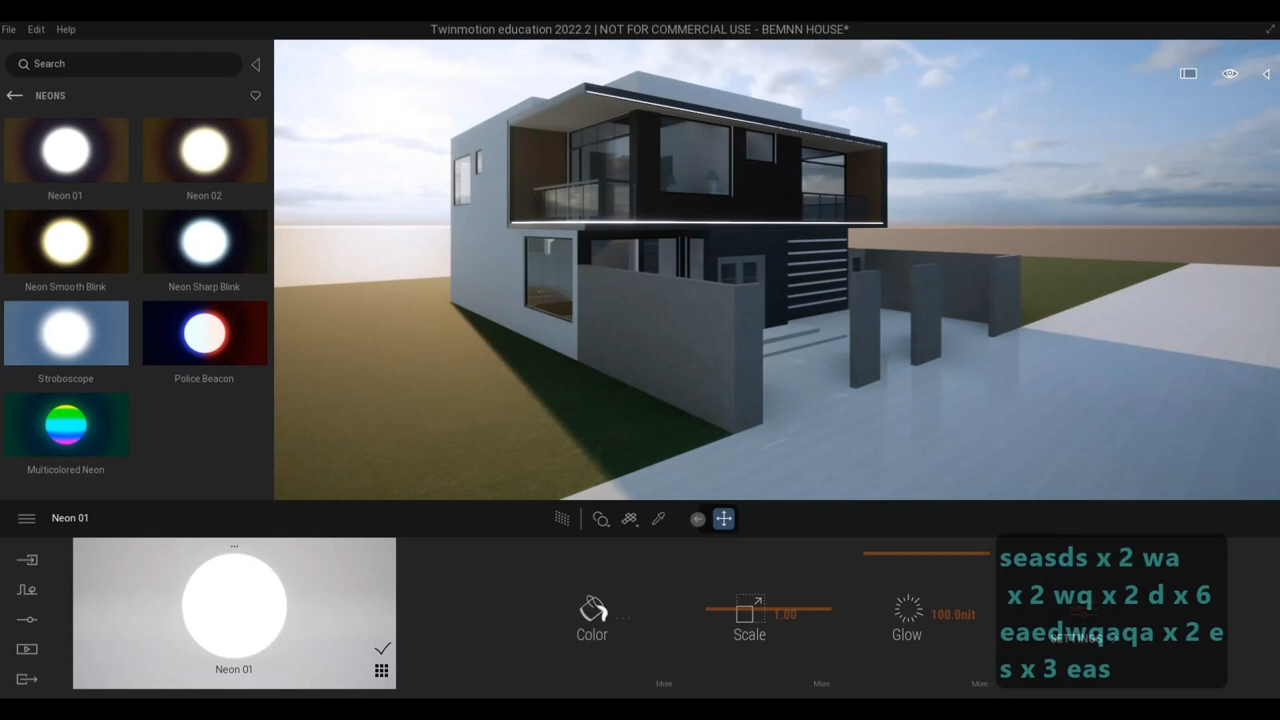 File Edit Help
Twinmotion education 2022.2 | NOT FOR COMMERCIAL USE - BEMNN HOUSE*
Search
NEONS
Neon 01
Neon 02
Neon Smooth Blink
Neon Sharp Blink
Stroboscope
Police Beacon
Multicolored Neon
Neon 01
Neon 01
Color
...
More
Scale
1.00
More
Glow
100.0nit
More
SETTINGS
seasds x 2 wa
x 2 wq x 2 d x 6
eaedwqaqa x 2 e
s x 3 eas